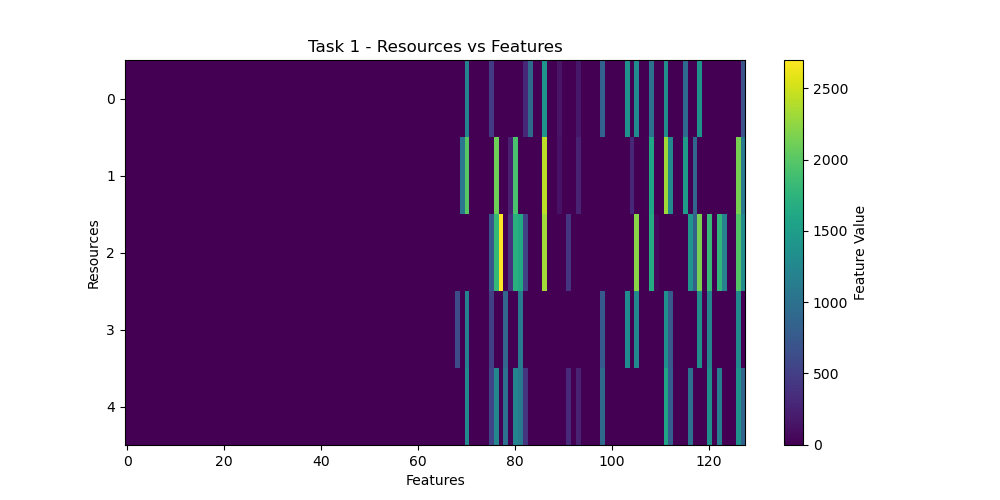 Task 1 - Resources vs Features
Resources
0
1
2
3
4
0 20 40 60 80 100 120
Features
2500
2000
1500
1000
500
0
Feature Value